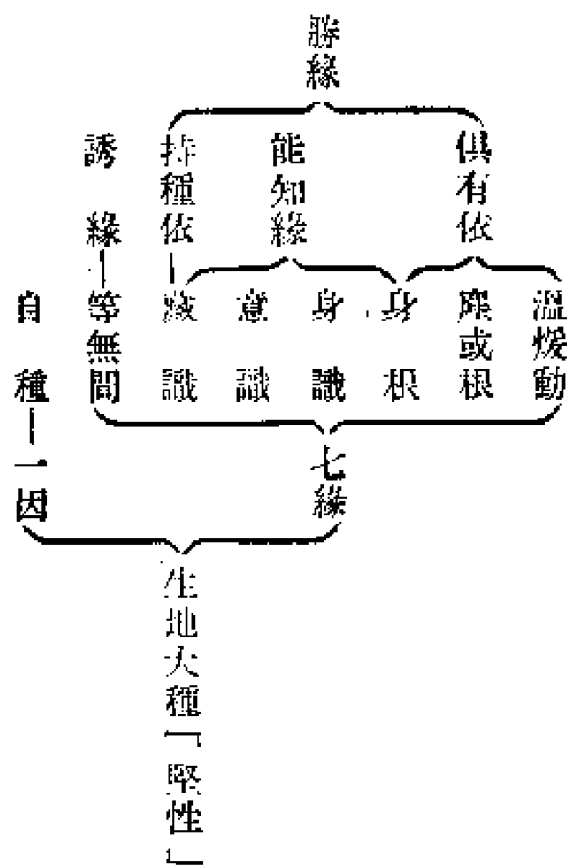 勝緣
俱有依
能知緣
持種依
誘緣
溫煖動
塵或根
身根
身識
意識
藏識
等無間
自種
一因
七緣
生地大種「堅性」